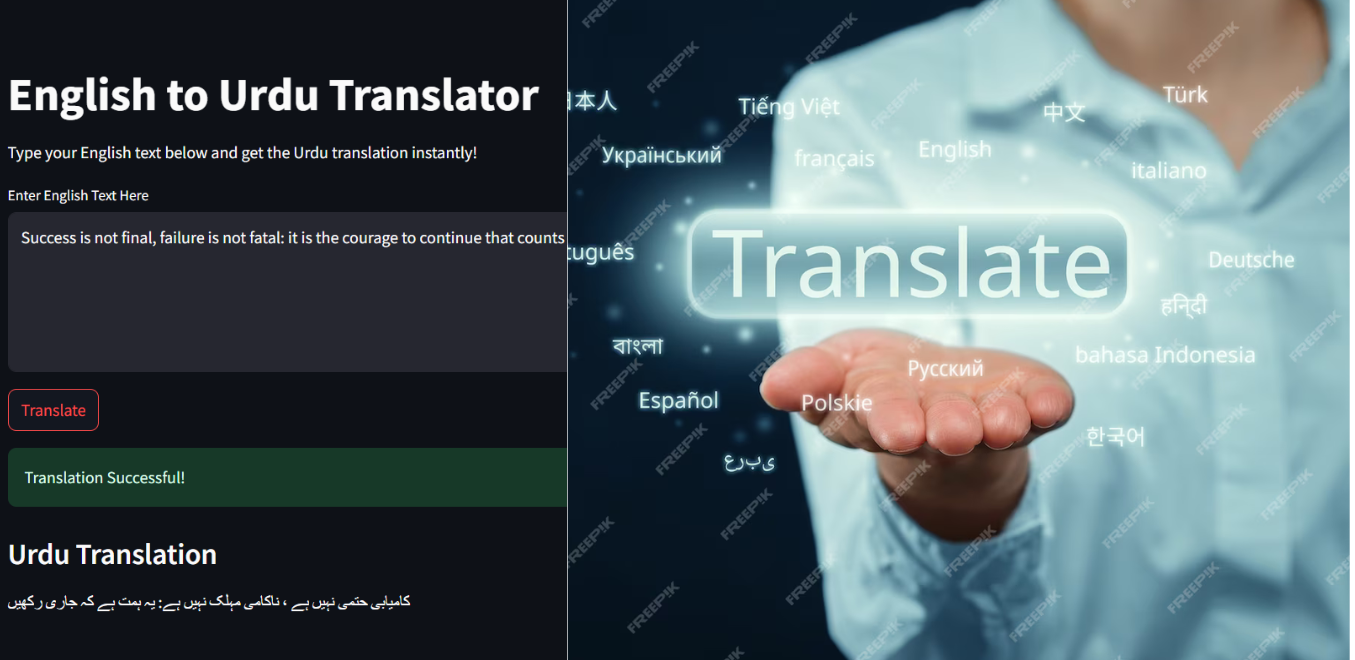 English to Urdu Translator
Type your English text below and get the Urdu translation instantly!
Enter English Text Here
Success is not final, failure is not fatal: it is the courage to continue that counts
Translate
Translation Successful!
Urdu Translation
کامیابی حتمی نہیں ہے ، ناکامی مہلک نہیں ہے: یہ ہمت ہے کہ جاری رکھیں
本人 Tiếng Việt 中文 Türk
Український français English italiano
Translate
tuguês Deutsche
हिन्दी
বাংলা Русский bahasa Indonesia
Español Polskie
한국어
ىبرع
FREEPIK